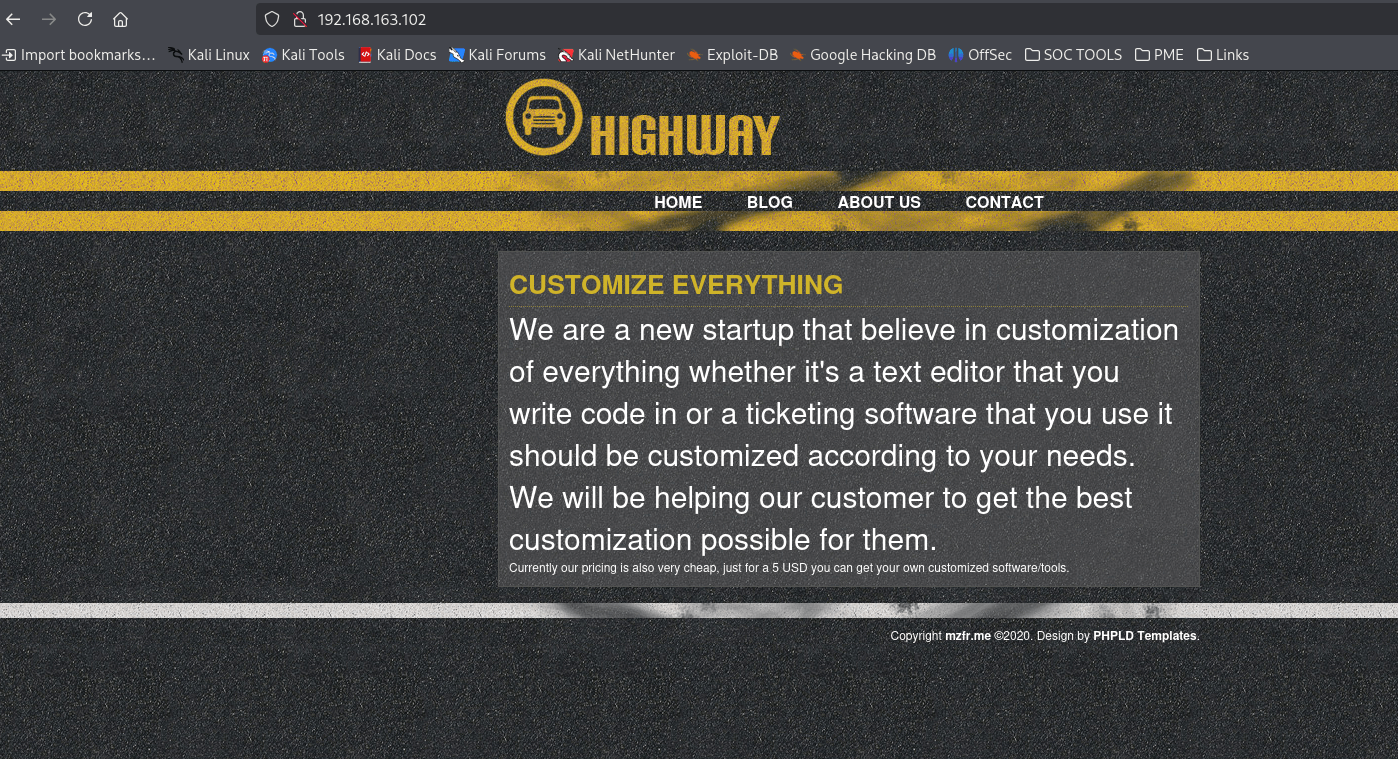 192.168.163.102
Import bookmarks... Kali Linux Kali Tools Kali Docs Kali Forums Kali NetHunter Exploit-DB Google Hacking DB OffSec SOC TOOLS PME Links
HIGHWAY
HOME BLOG ABOUT US CONTACT
CUSTOMIZE EVERYTHING
We are a new startup that believe in customization
of everything whether it's a text editor that you
write code in or a ticketing software that you use it
should be customized according to your needs.
We will be helping our customer to get the best
customization possible for them.
Currently our pricing is also very cheap, just for a 5 USD you can get your own customized software/tools.
Copyright mzfr.me ©2020. Design by PHPLD Templates.